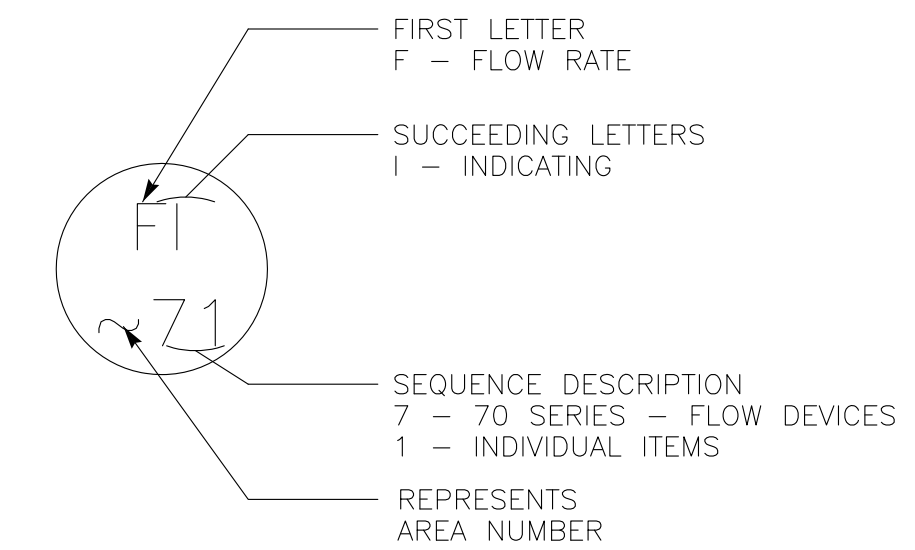 FIRST LETTER
F – FLOW RATE
SUCCEEDING LETTERS
I – INDICATING
FI
~ 71
SEQUENCE DESCRIPTION
7 – 70 SERIES – FLOW DEVICES
1 – INDIVIDUAL ITEMS
REPRESENTS
AREA NUMBER